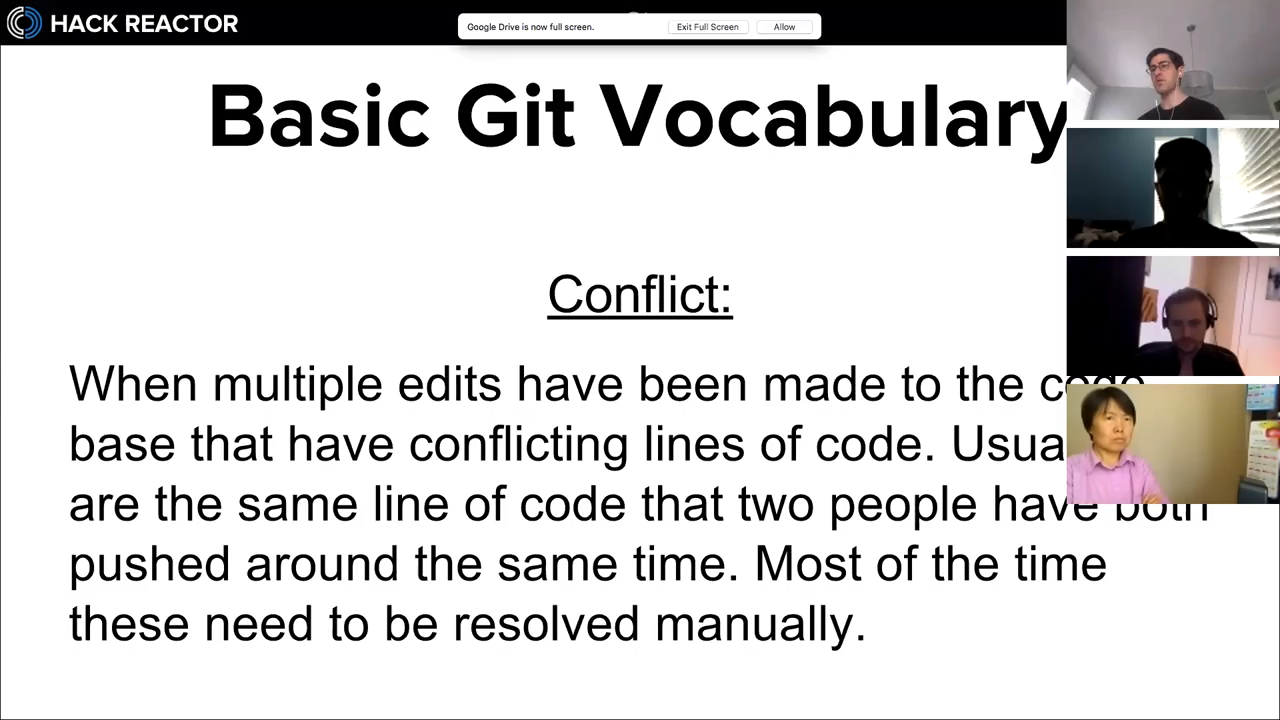 HACK REACTOR
Google Drive is now full screen.
Exit Full Screen
Allow
Basic Git Vocabulary
Conflict:
When multiple edits have been made to the code
base that have conflicting lines of code.
are the same line of code that two people have both
pushed around the same time. Most of the time
these need to be resolved manually.